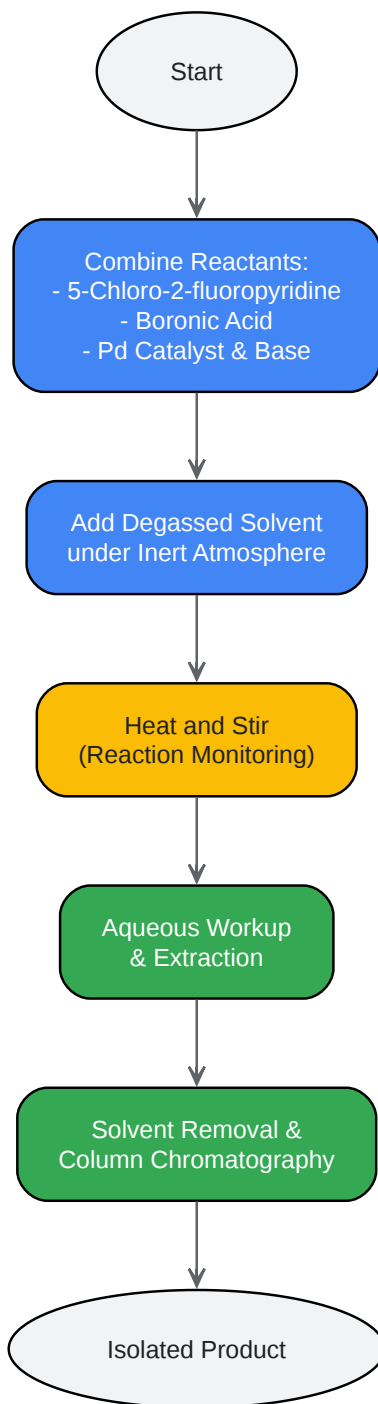 Start
Combine Reactants:
- 5-Chloro-2-fluoropyridine
- Boronic Acid
- Pd Catalyst & Base
Add Degassed Solvent
under Inert Atmosphere
Heat and Stir
(Reaction Monitoring)
Aqueous Workup
& Extraction
Solvent Removal &
Column Chromatography
Isolated Product